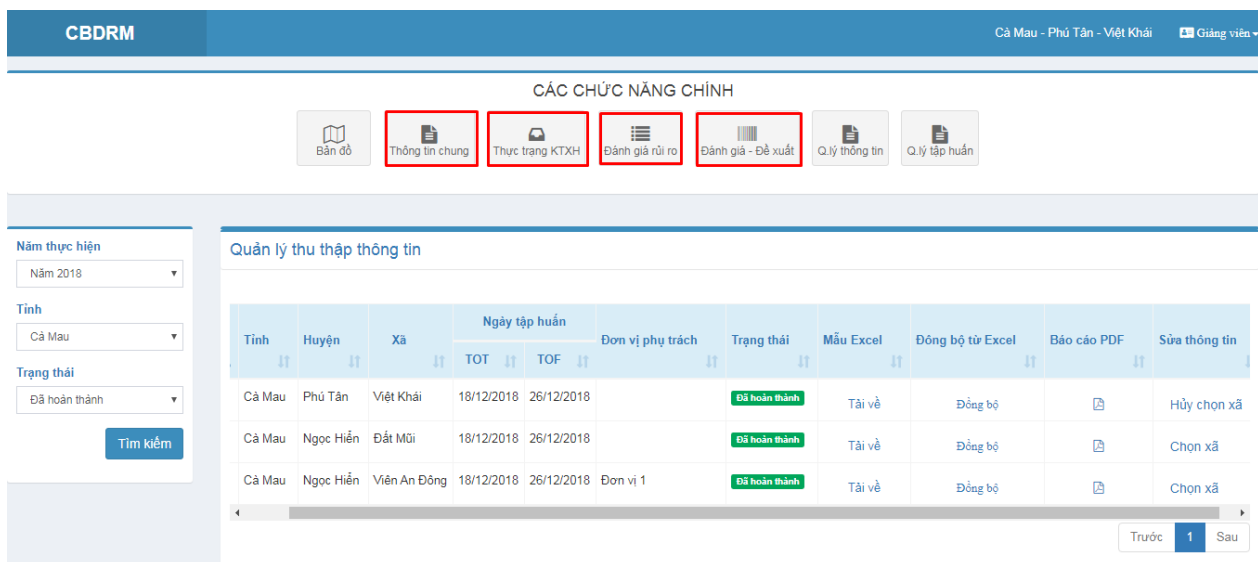 CBDRM
Cà Mau - Phú Tân - Việt Khái Giảng viên
CÁC CHỨC NĂNG CHÍNH
Bản đồ Thông tin chung Thực trạng KTXH Đánh giá rủi ro Đánh giá - Đề xuất Q.lý thông tin Q.lý tập huấn
Năm thực hiện
Năm 2018
Tỉnh
Cà Mau
Trạng thái
Đã hoàn thành
Tìm kiếm
Quản lý thu thập thông tin
Tỉnh Huyện Xã Ngày tập huấn Đơn vị phụ trách Trạng thái Mẫu Excel Đồng bộ từ Excel Báo cáo PDF Sửa thông tin
TOT TOF
Cà Mau Phú Tân Việt Khái 18/12/2018 26/12/2018 Đã hoàn thành Tải về Đồng bộ Hủy chọn xã
Cà Mau Ngọc Hiển Đất Mũi 18/12/2018 26/12/2018 Đã hoàn thành Tải về Đồng bộ Chọn xã
Cà Mau Ngọc Hiển Viên An Đông 18/12/2018 26/12/2018 Đơn vị 1 Đã hoàn thành Tải về Đồng bộ Chọn xã
Trước 1 Sau